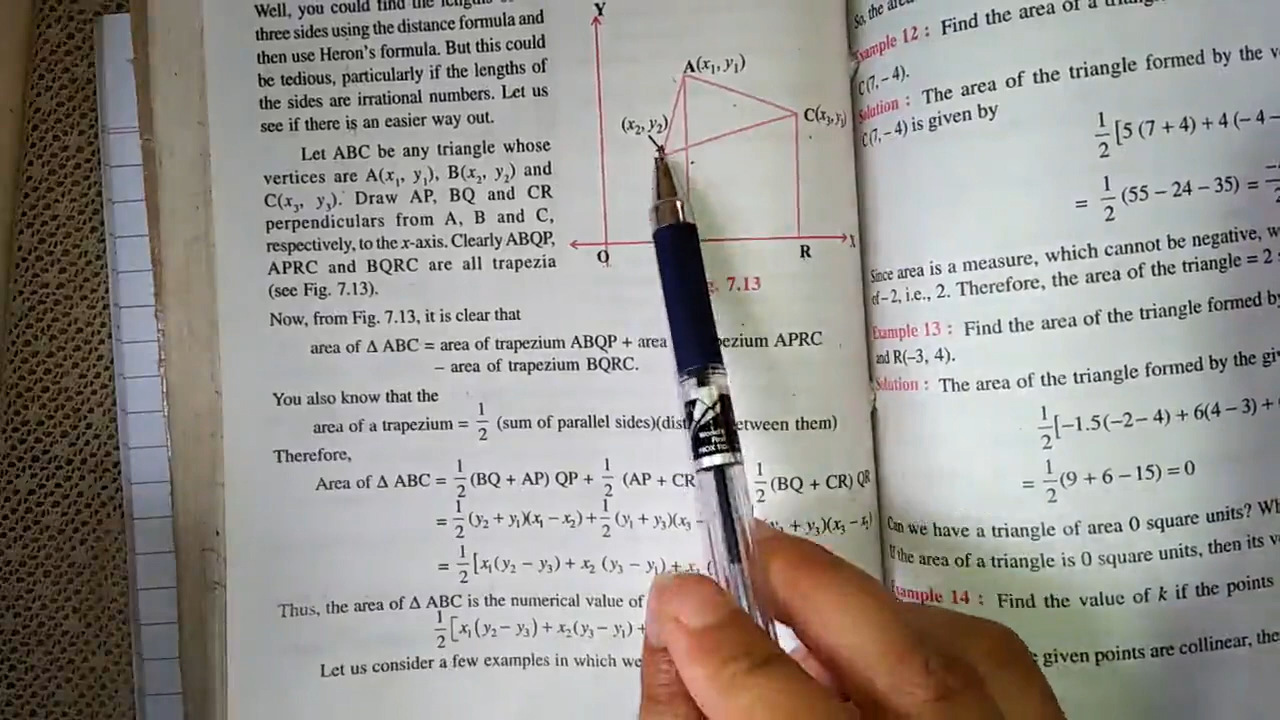 Well, you could find the lengths
three sides using the distance formula and
then use Heron's formula. But this could
be tedious, particularly if the lengths of
the sides are irrational numbers. Let us
see if there is an easier way out.
Let ABC be any triangle whose
vertices are A(x₁, y₁), B(x₂, y₂) and
C(x₃, y₃). Draw AP, BQ and CR
perpendiculars from A, B and C,
respectively, to the x-axis. Clearly ABQP,
APRC and BQRC are all trapezia
(see Fig. 7.13).
Y
A(x₁, y₁)
(x₂, y₂)
C(x₃, y₃)
O
R
X
7.13
Now, from Fig. 7.13, it is clear that
area of Δ ABC = area of trapezium ABQP + area pezium APRC
– area of trapezium BQRC.
You also know that the
area of a trapezium = 1/2 (sum of parallel sides)(dist etween them)
Therefore,
Area of Δ ABC = 1/2 (BQ + AP) QP + 1/2 (AP + CR 1/2 (BQ + CR) QR
= 1/2 (y₂ + y₁)(x₁ – x₂) + 1/2 (y₁ + y₃)(x₃ – + y₃)(x₃ –
= 1/2 [x₁(y₂ – y₃) + x₂ (y₃ – y₁) +
Thus, the area of Δ ABC is the numerical value of
1/2 [x₁(y₂ – y₃) + x₂(y₃ – y₁) +
Let us consider a few examples in which we
So, the area
Example 12 : Find the area of a
C(7, – 4).
Solution : The area of the triangle formed by the
C(7, – 4) is given by
1/2 [5 (7 + 4) + 4 (– 4 –
= 1/2 (55 – 24 – 35) =
Since area is a measure, which cannot be negative,
of –2, i.e., 2. Therefore, the area of the triangle = 2
Example 13 : Find the area of the triangle formed by
and R(–3, 4).
Solution : The area of the triangle formed by the
1/2 [–1.5(–2 – 4) + 6(4 – 3) +
= 1/2 (9 + 6 – 15) = 0
Can we have a triangle of area 0 square units?
If the area of a triangle is 0 square units, then its
Example 14 : Find the value of k if the points
given points are collinear, the